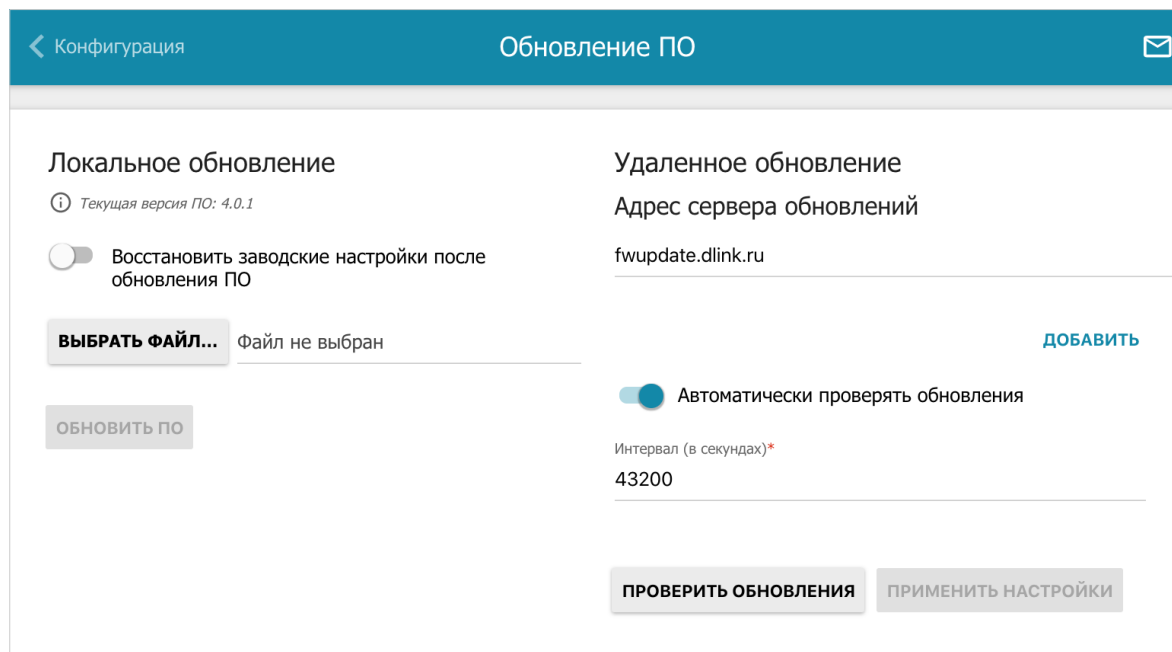 Конфигурация
Обновление ПО
Локальное обновление
Текущая версия ПО: 4.0.1
Восстановить заводские настройки после
обновления ПО
ВЫБРАТЬ ФАЙЛ... Файл не выбран
ОБНОВИТЬ ПО
Удаленное обновление
Адрес сервера обновлений
fwupdate.dlink.ru
ДОБАВИТЬ
Автоматически проверять обновления
Интервал (в секундах)*
43200
ПРОВЕРИТЬ ОБНОВЛЕНИЯ ПРИМЕНИТЬ НАСТРОЙКИ